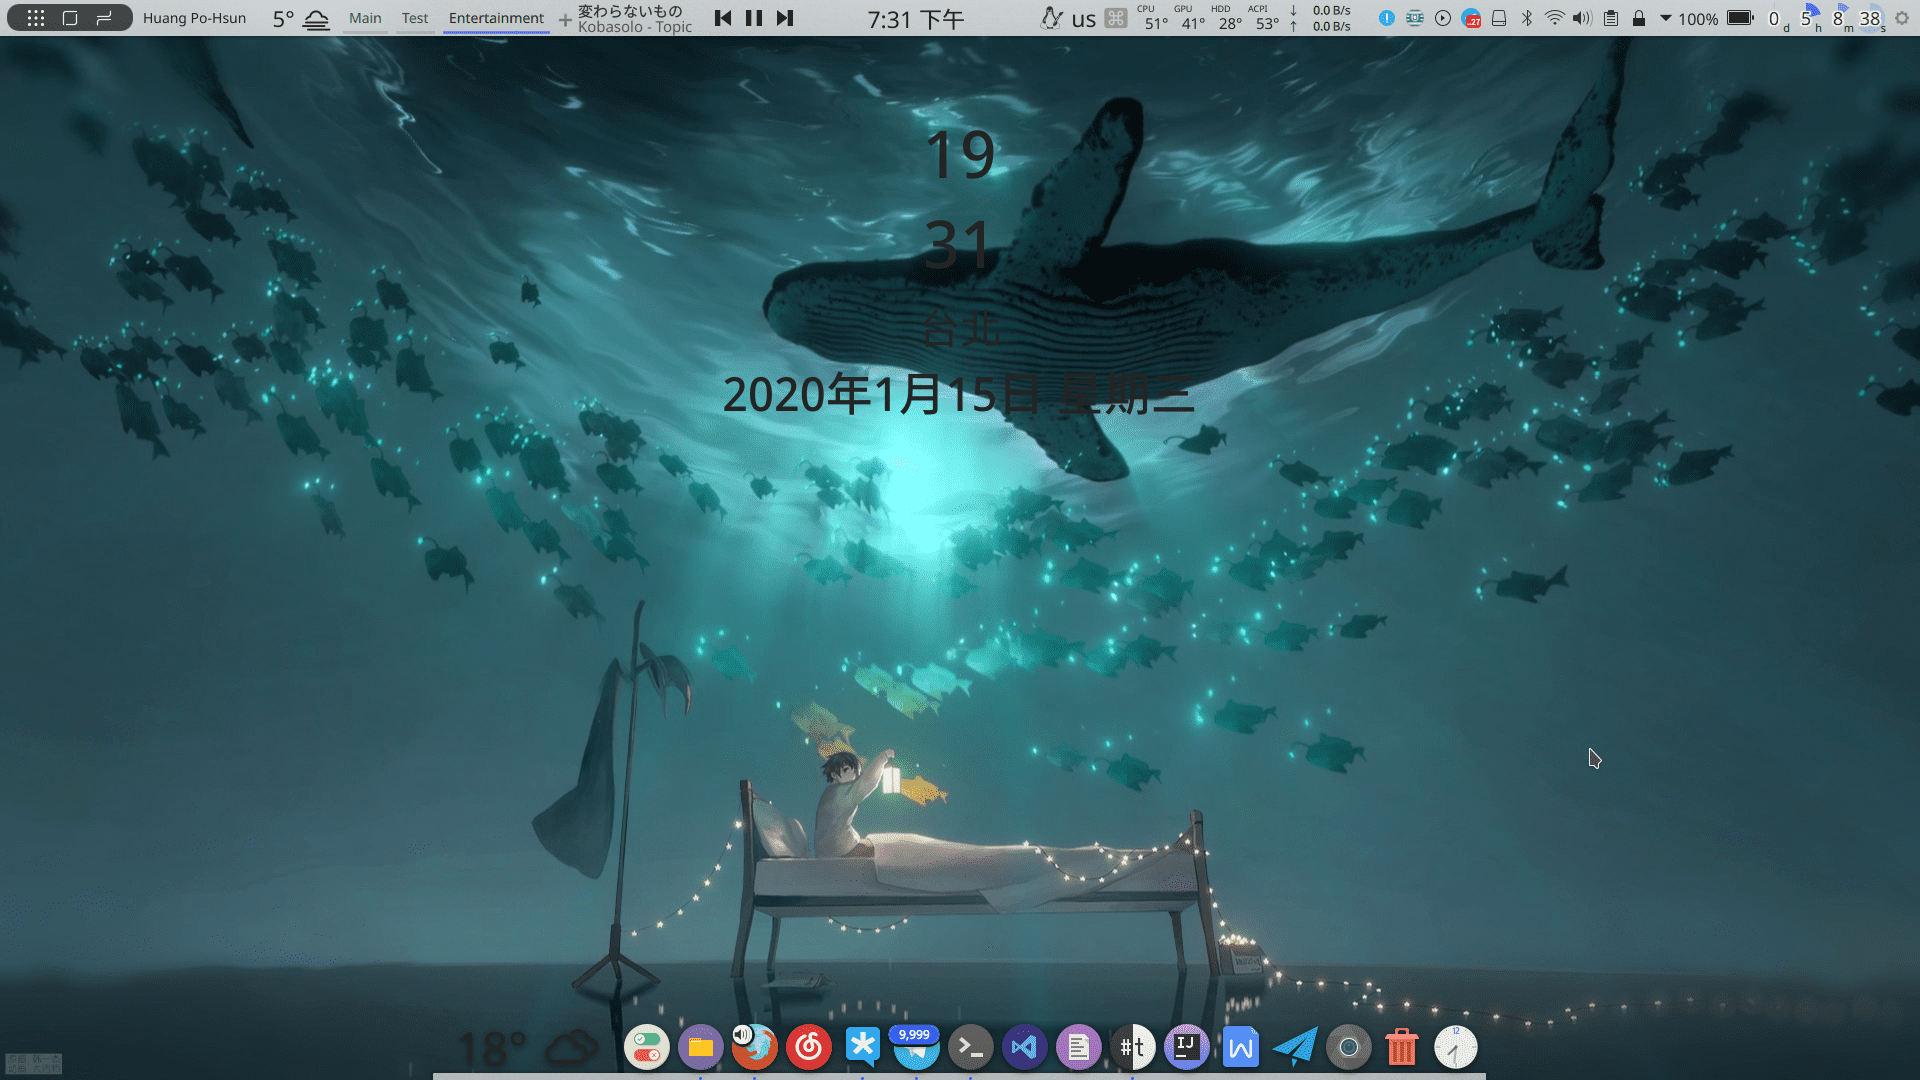 Huang Po-Hsun
5°
Main
Test
Entertainment
変わらないもの
Kobasolo - Topic
7:31 下午
us
CPU
51°
GPU
41°
HDD
28°
ACPI
53°
↓ 0.0 B/s
↑ 0.0 B/s
27
100%
0 d
5 h
8 m
38 s
19
31
台北
2020年1月15日 星期三
18°
9,999
#t
IJ
W
12